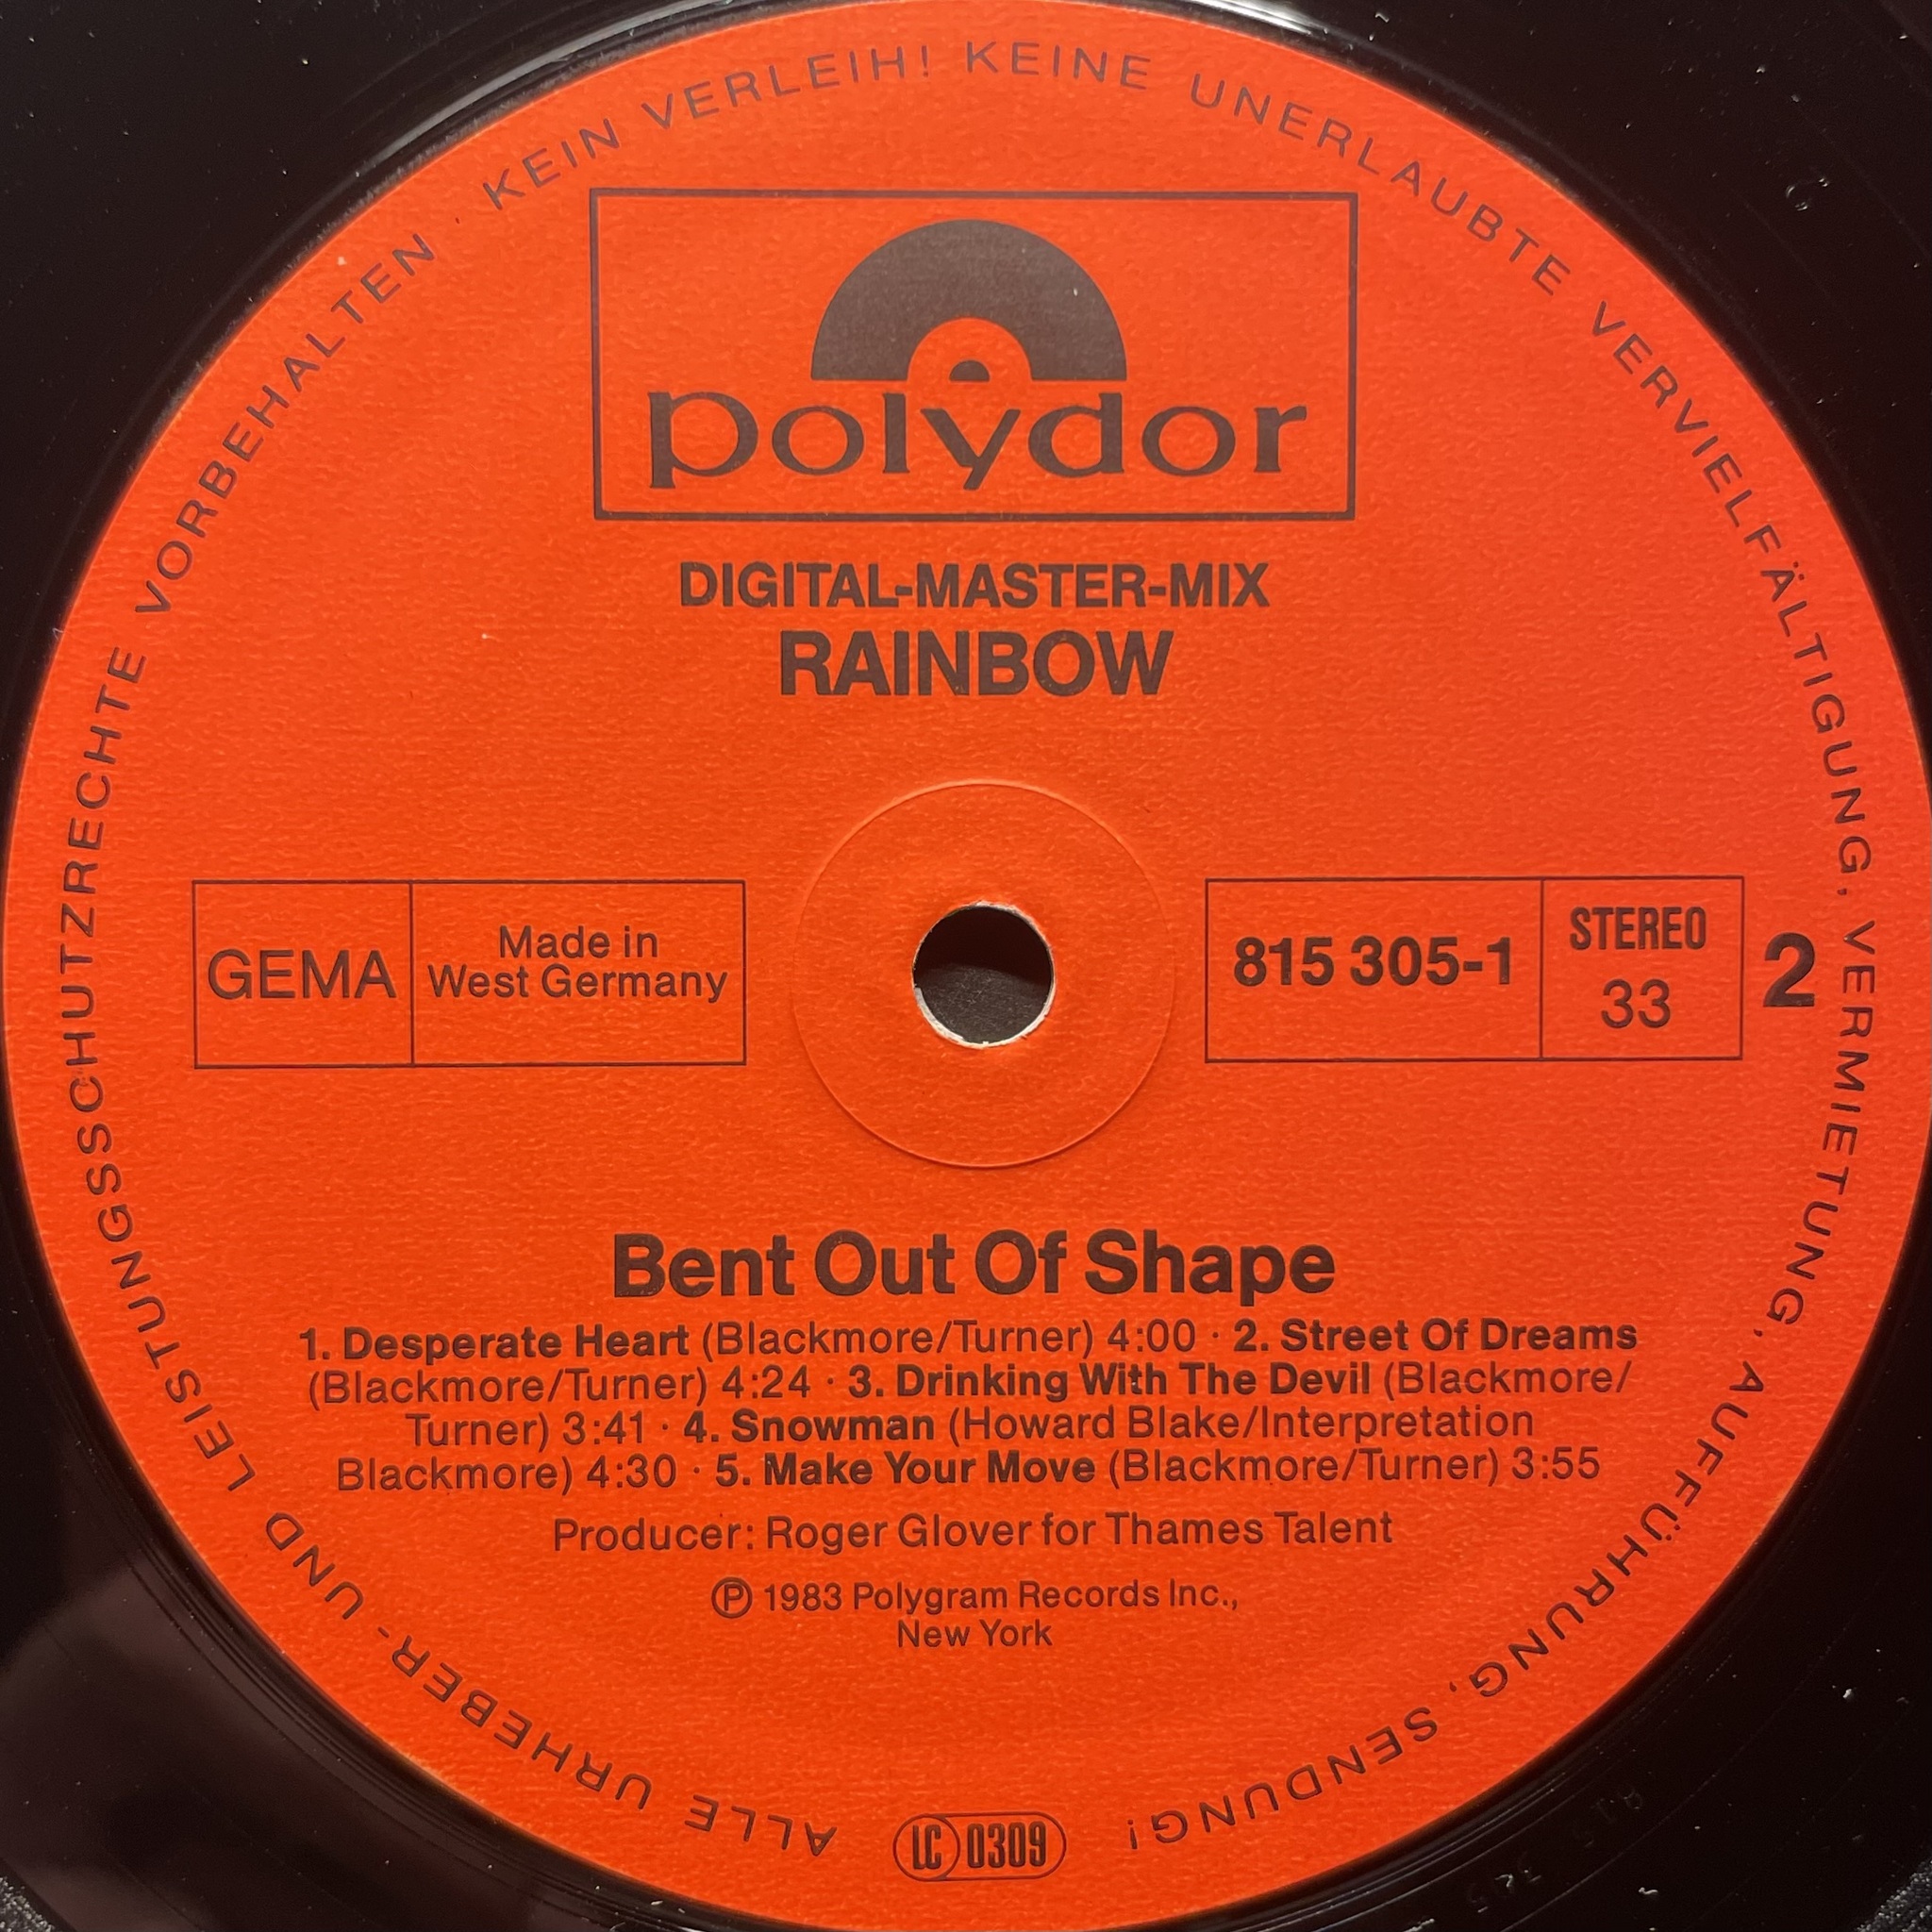 ALLE URHEBER- UND LEISTUNGSSCHUTZRECHTE VORBEHALTEN · KEIN VERLEIH! KEINE UNERLAUBTE VERVIELFÄLTIGUNG, VERMIETUNG, AUFFÜHRUNG, SENDUNG!
polydor
DIGITAL-MASTER-MIX
RAINBOW
GEMA
Made in
West Germany
815 305-1
STEREO
33
2
Bent Out Of Shape
1. Desperate Heart (Blackmore/Turner) 4:00 · 2. Street Of Dreams
(Blackmore/Turner) 4:24 · 3. Drinking With The Devil (Blackmore/
Turner) 3:41 · 4. Snowman (Howard Blake/Interpretation
Blackmore) 4:30 · 5. Make Your Move (Blackmore/Turner) 3:55
Producer: Roger Glover for Thames Talent
Ⓟ 1983 Polygram Records Inc.,
New York
LC 0309